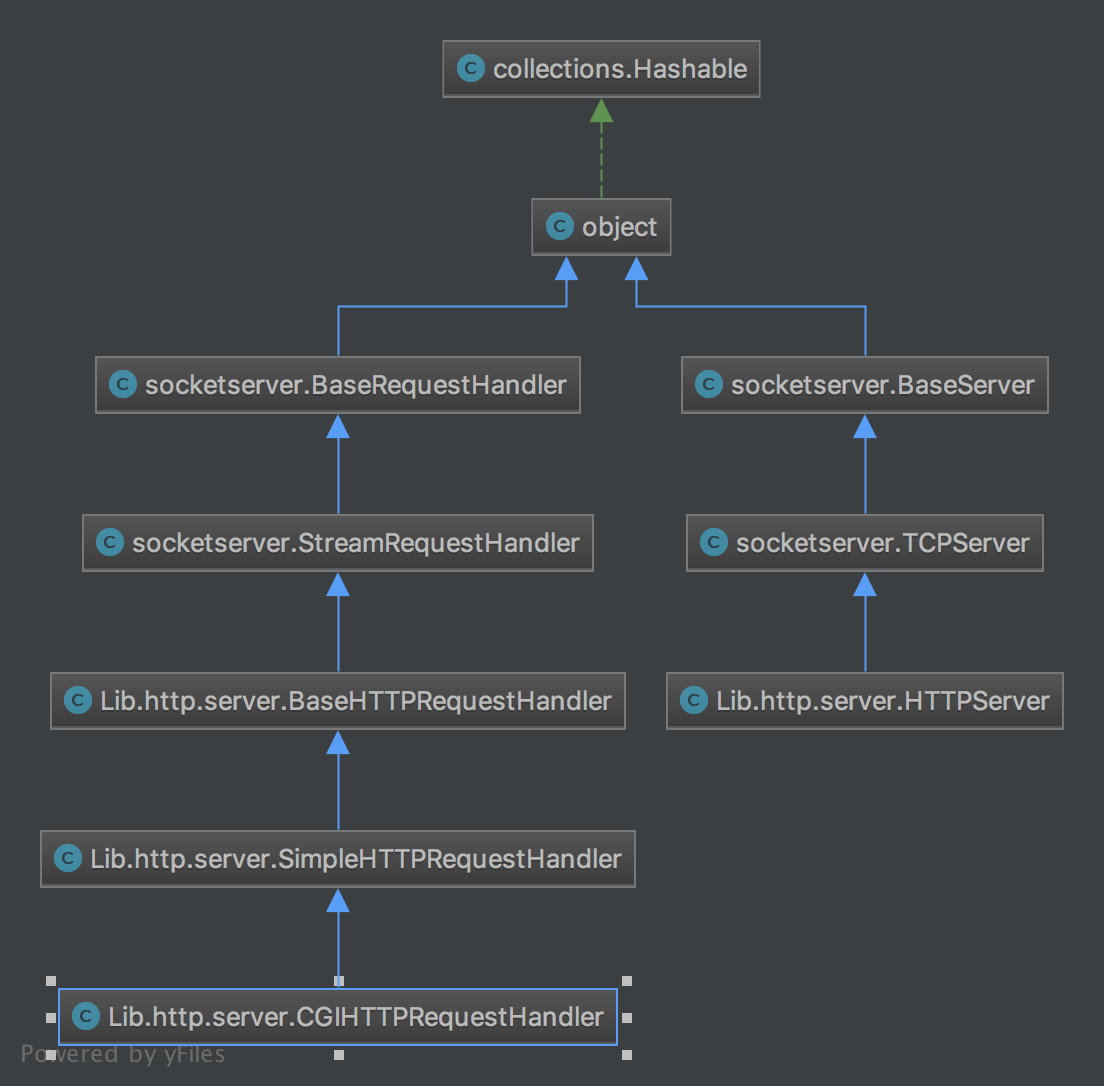 C collections.Hashable
C object
C socketserver.BaseRequestHandler
C socketserver.BaseServer
C socketserver.StreamRequestHandler
C socketserver.TCPServer
C Lib.http.server.BaseHTTPRequestHandler
C Lib.http.server.HTTPServer
C Lib.http.server.SimpleHTTPRequestHandler
C Lib.http.server.CGIHTTPRequestHandler
Powered by yFiles